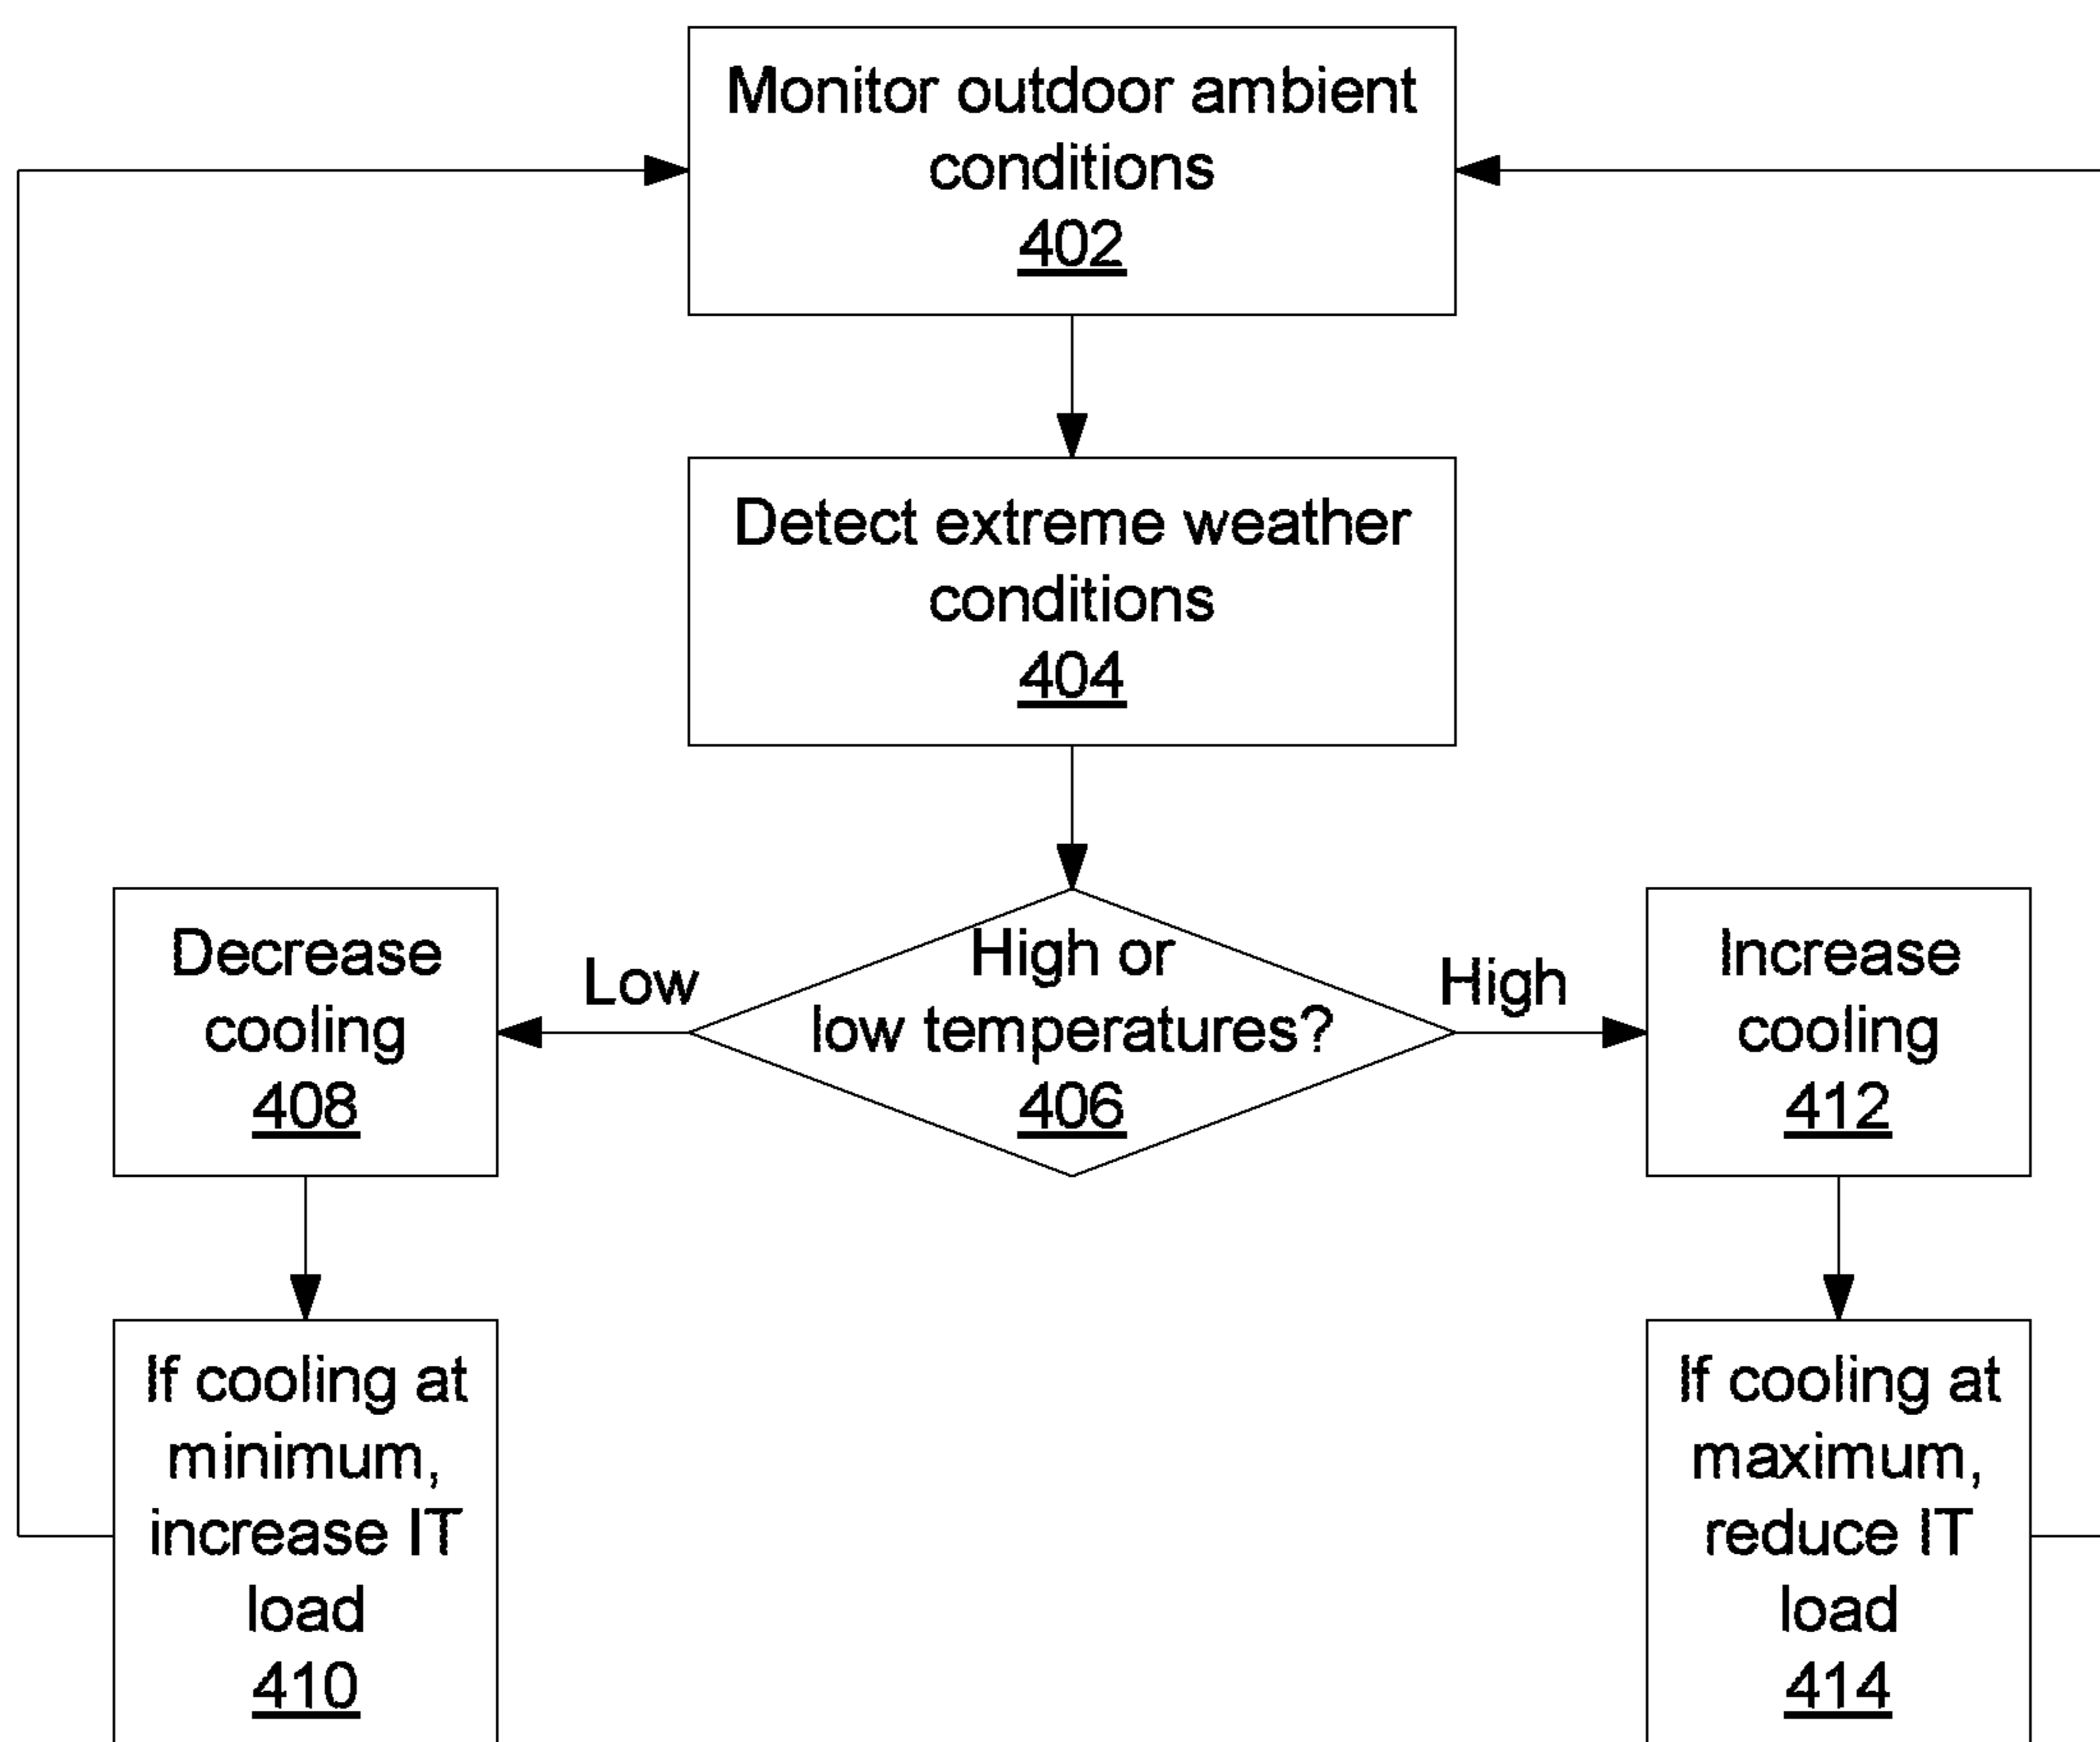 Monitor outdoor ambient
conditions
402
Detect extreme weather
conditions
404
High or
low temperatures?
406
Low
High
Decrease
cooling
408
Increase
cooling
412
If cooling at
minimum,
increase IT
load
410
If cooling at
maximum,
reduce IT
load
414